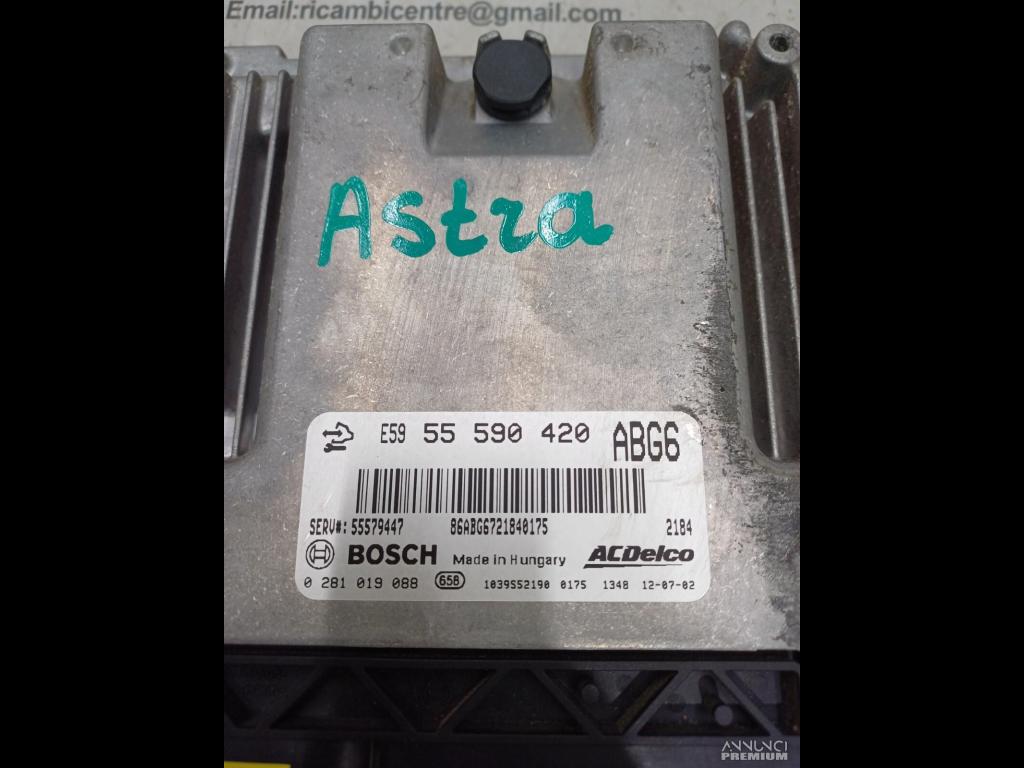 Email:ricambicentre@gmail.com
Astra
E59 55 590 420 ABG6
SERV#: 55579447 86ABG6721840175 2184
BOSCH Made in Hungary ACDelco
0 281 019 088 658 1039S52190 0175 1348 12-07-02
ANNUNCI
PREMIUM